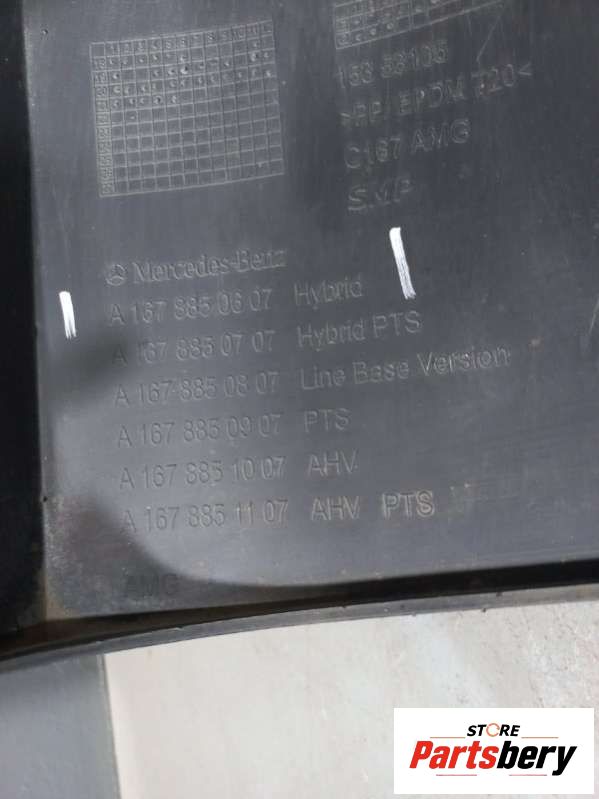 >PP/EPDM T20<
C167 AMG
SMP
Mercedes-Benz
A 167 885 06 07 Hybrid
A 167 885 07 07 Hybrid PTS
A 167 885 08 07 Line Base Version
A 167 885 09 07 PTS
A 167 885 10 07 AHV
A 167 885 11 07 AHV PTS
AMG
STORE
Partsbery